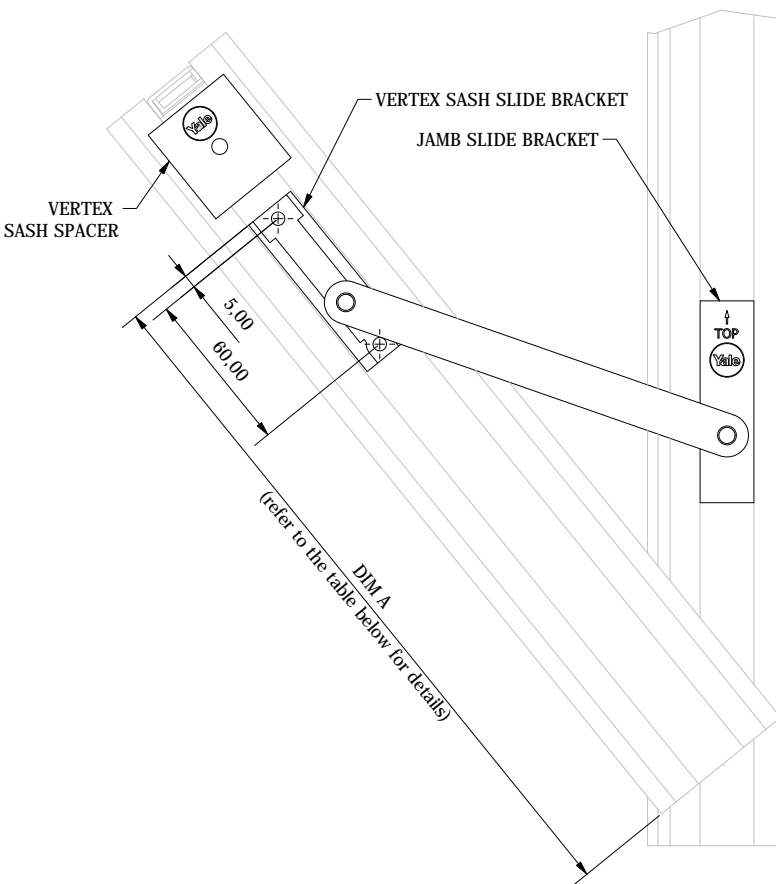 VERTEX SASH SLIDE BRACKET
JAMB SLIDE BRACKET
Yale
VERTEX
SASH SPACER
5,00
60,00
TOP
Yale
DIM A
(refer to the table below for details)